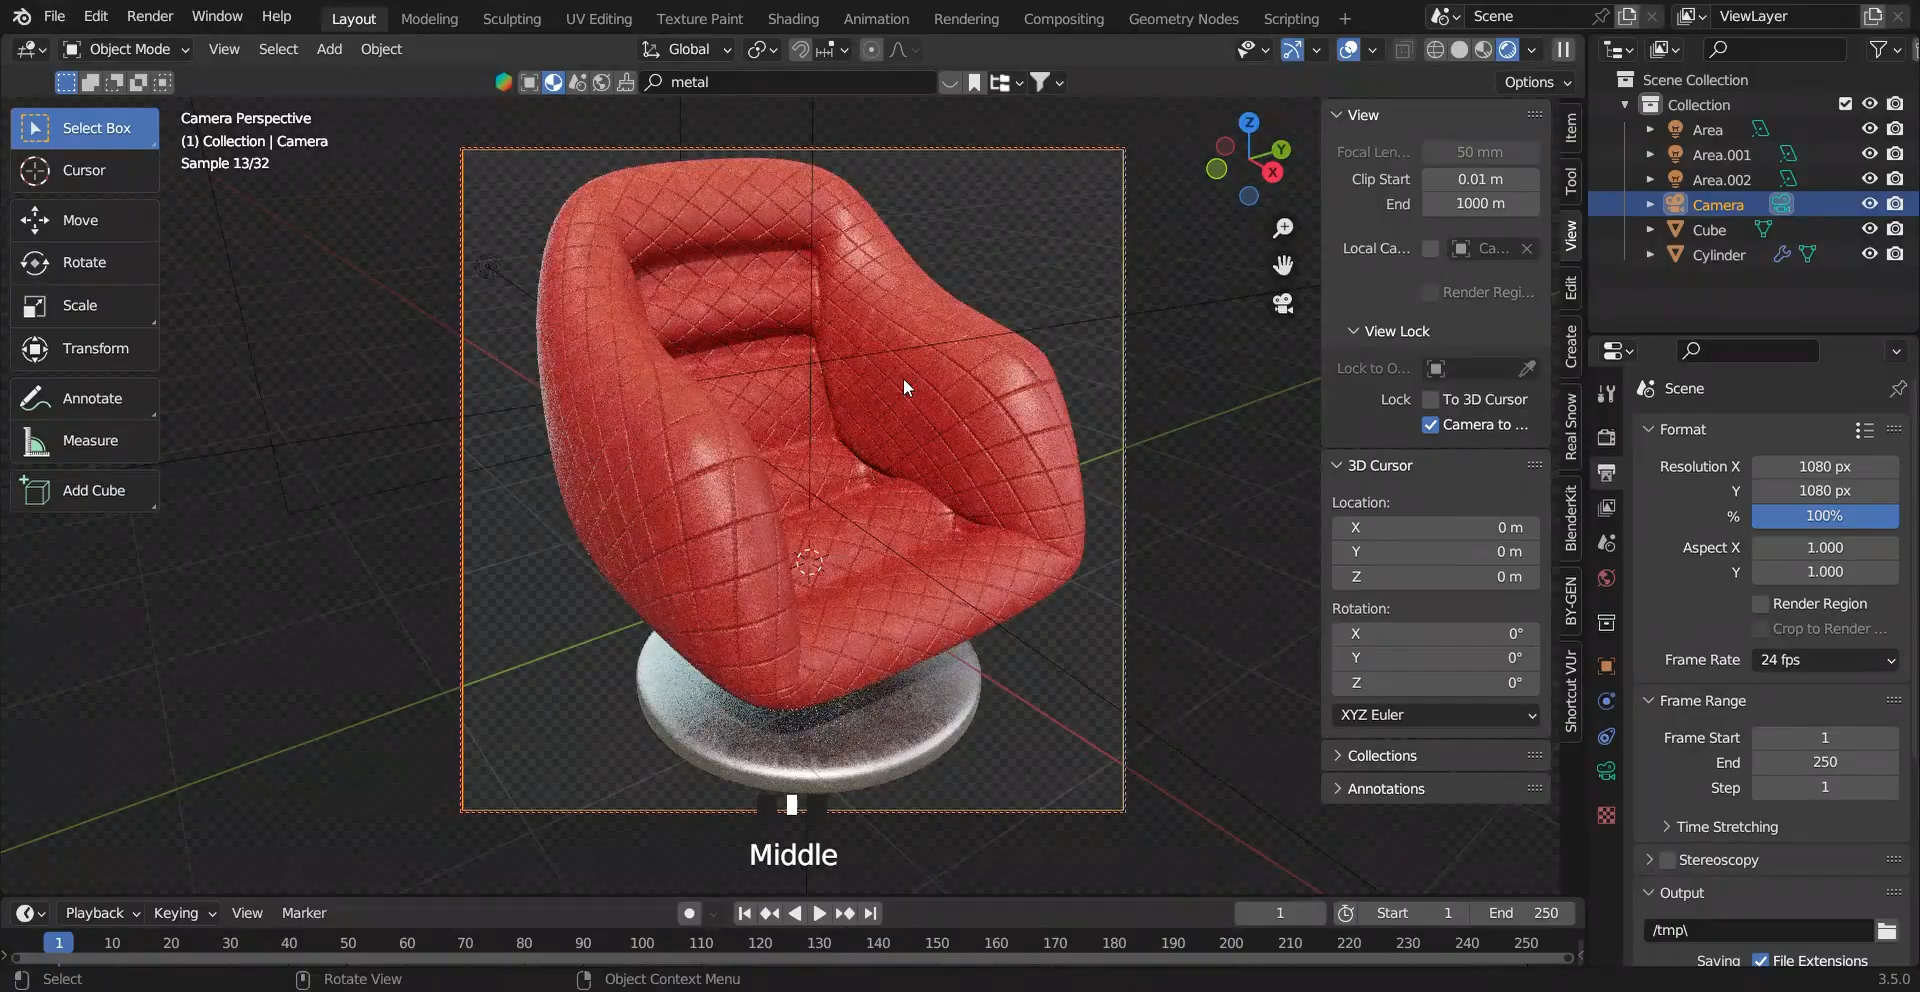 File Edit Render Window Help Layout Modeling Sculpting UV Editing Texture Paint Shading Animation Rendering Compositing Geometry Nodes Scripting + Scene ViewLayer
Object Mode View Select Add Object Global
metal Options
Select Box
Cursor
Move
Rotate
Scale
Transform
Annotate
Measure
Add Cube
Camera Perspective
(1) Collection | Camera
Sample 13/32
Z
Y
X
Middle
View
Focal Len... 50 mm
Clip Start 0.01 m
End 1000 m
Local Ca... Ca...
Render Regi...
View Lock
Lock to O...
Lock To 3D Cursor
Camera to ...
3D Cursor
Location:
X 0 m
Y 0 m
Z 0 m
Rotation:
X 0°
Y 0°
Z 0°
XYZ Euler
Collections
Annotations
Item
Tool
View
Edit
Create
Real Snow
BlenderKit
BY-GEN
Shortcut VUr
Scene Collection
Collection
Area
Area.001
Area.002
Camera
Cube
Cylinder
Scene
Format
Resolution X 1080 px
Y 1080 px
% 100%
Aspect X 1.000
Y 1.000
Render Region
Crop to Render ...
Frame Rate 24 fps
Frame Range
Frame Start 1
End 250
Step 1
Time Stretching
Stereoscopy
Output
/tmp\
Saving File Extensions
Playback Keying View Marker 1 Start 1 End 250
1 10 20 30 40 50 60 70 80 90 100 110 120 130 140 150 160 170 180 190 200 210 220 230 240 250
Select Rotate View Object Context Menu 3.5.0